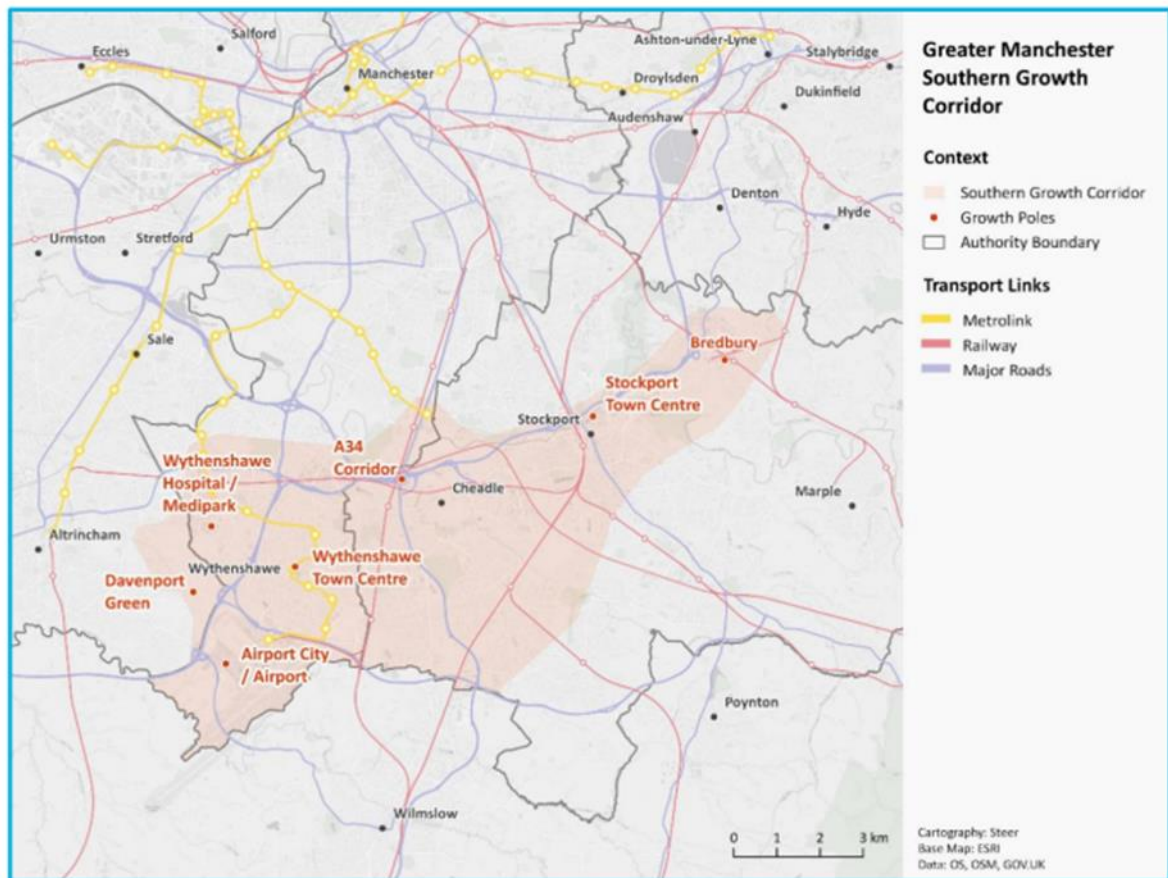 Salford
Eccles
Manchester
Ashton-under-Lyne
Stalybridge
Droylsden
Dukinfield
Audenshaw
Denton
Hyde
Urmston
Stretford
Sale
Bredbury
Stockport
Town Centre
Stockport
A34
Corridor
Wythenshawe
Hospital /
Medipark
Cheadle
Marple
Altrincham
Wythenshawe
Wythenshawe
Town Centre
Davenport
Green
Airport City
/ Airport
Poynton
Wilmslow
0 1 2 3 km
Greater Manchester
Southern Growth
Corridor
Context
Southern Growth Corridor
Growth Poles
Authority Boundary
Transport Links
Metrolink
Railway
Major Roads
Cartography: Steer
Base Map: ESRI
Data: OS, OSM, GOV.UK